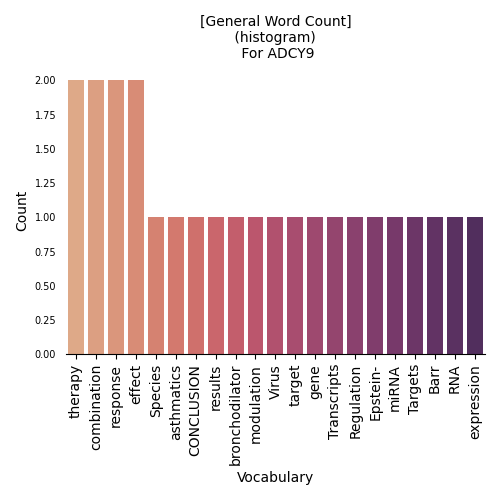 [General Word Count]
(histogram)
For ADCY9
2.00
1.75
1.50
1.25
1.00
0.75
0.50
0.25
0.00
Count
therapy
combination
response
effect
Species
asthmatics
CONCLUSION
results
bronchodilator
modulation
Virus
target
gene
Transcripts
Regulation
Epstein-
miRNA
Targets
Barr
RNA
expression
Vocabulary